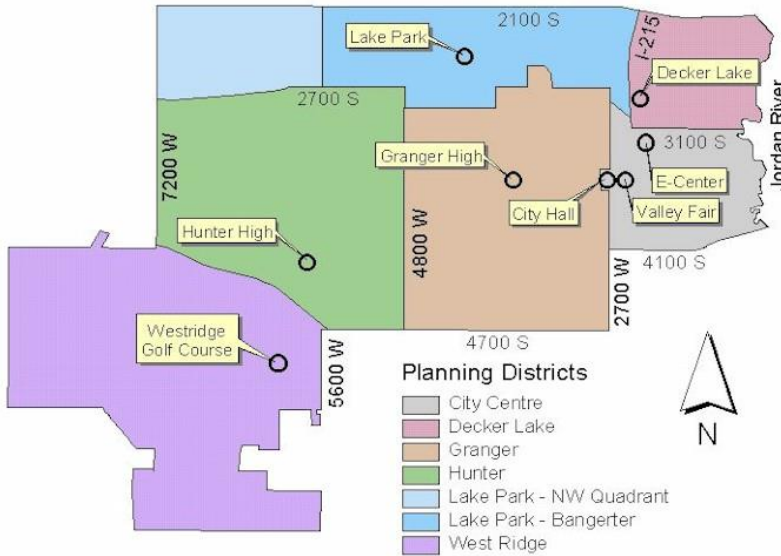 2100 S
I-215
Lake Park
Decker Lake
2700 S
Jordan River
3100 S
7200 W
Granger High
E-Center
City Hall
Valley Fair
Hunter High
4800 W
2700 W
4100 S
Westridge
Golf Course
5600 W
4700 S
Planning Districts
City Centre
Decker Lake
Granger
Hunter
Lake Park - NW Quadrant
Lake Park - Bangerter
West Ridge
N